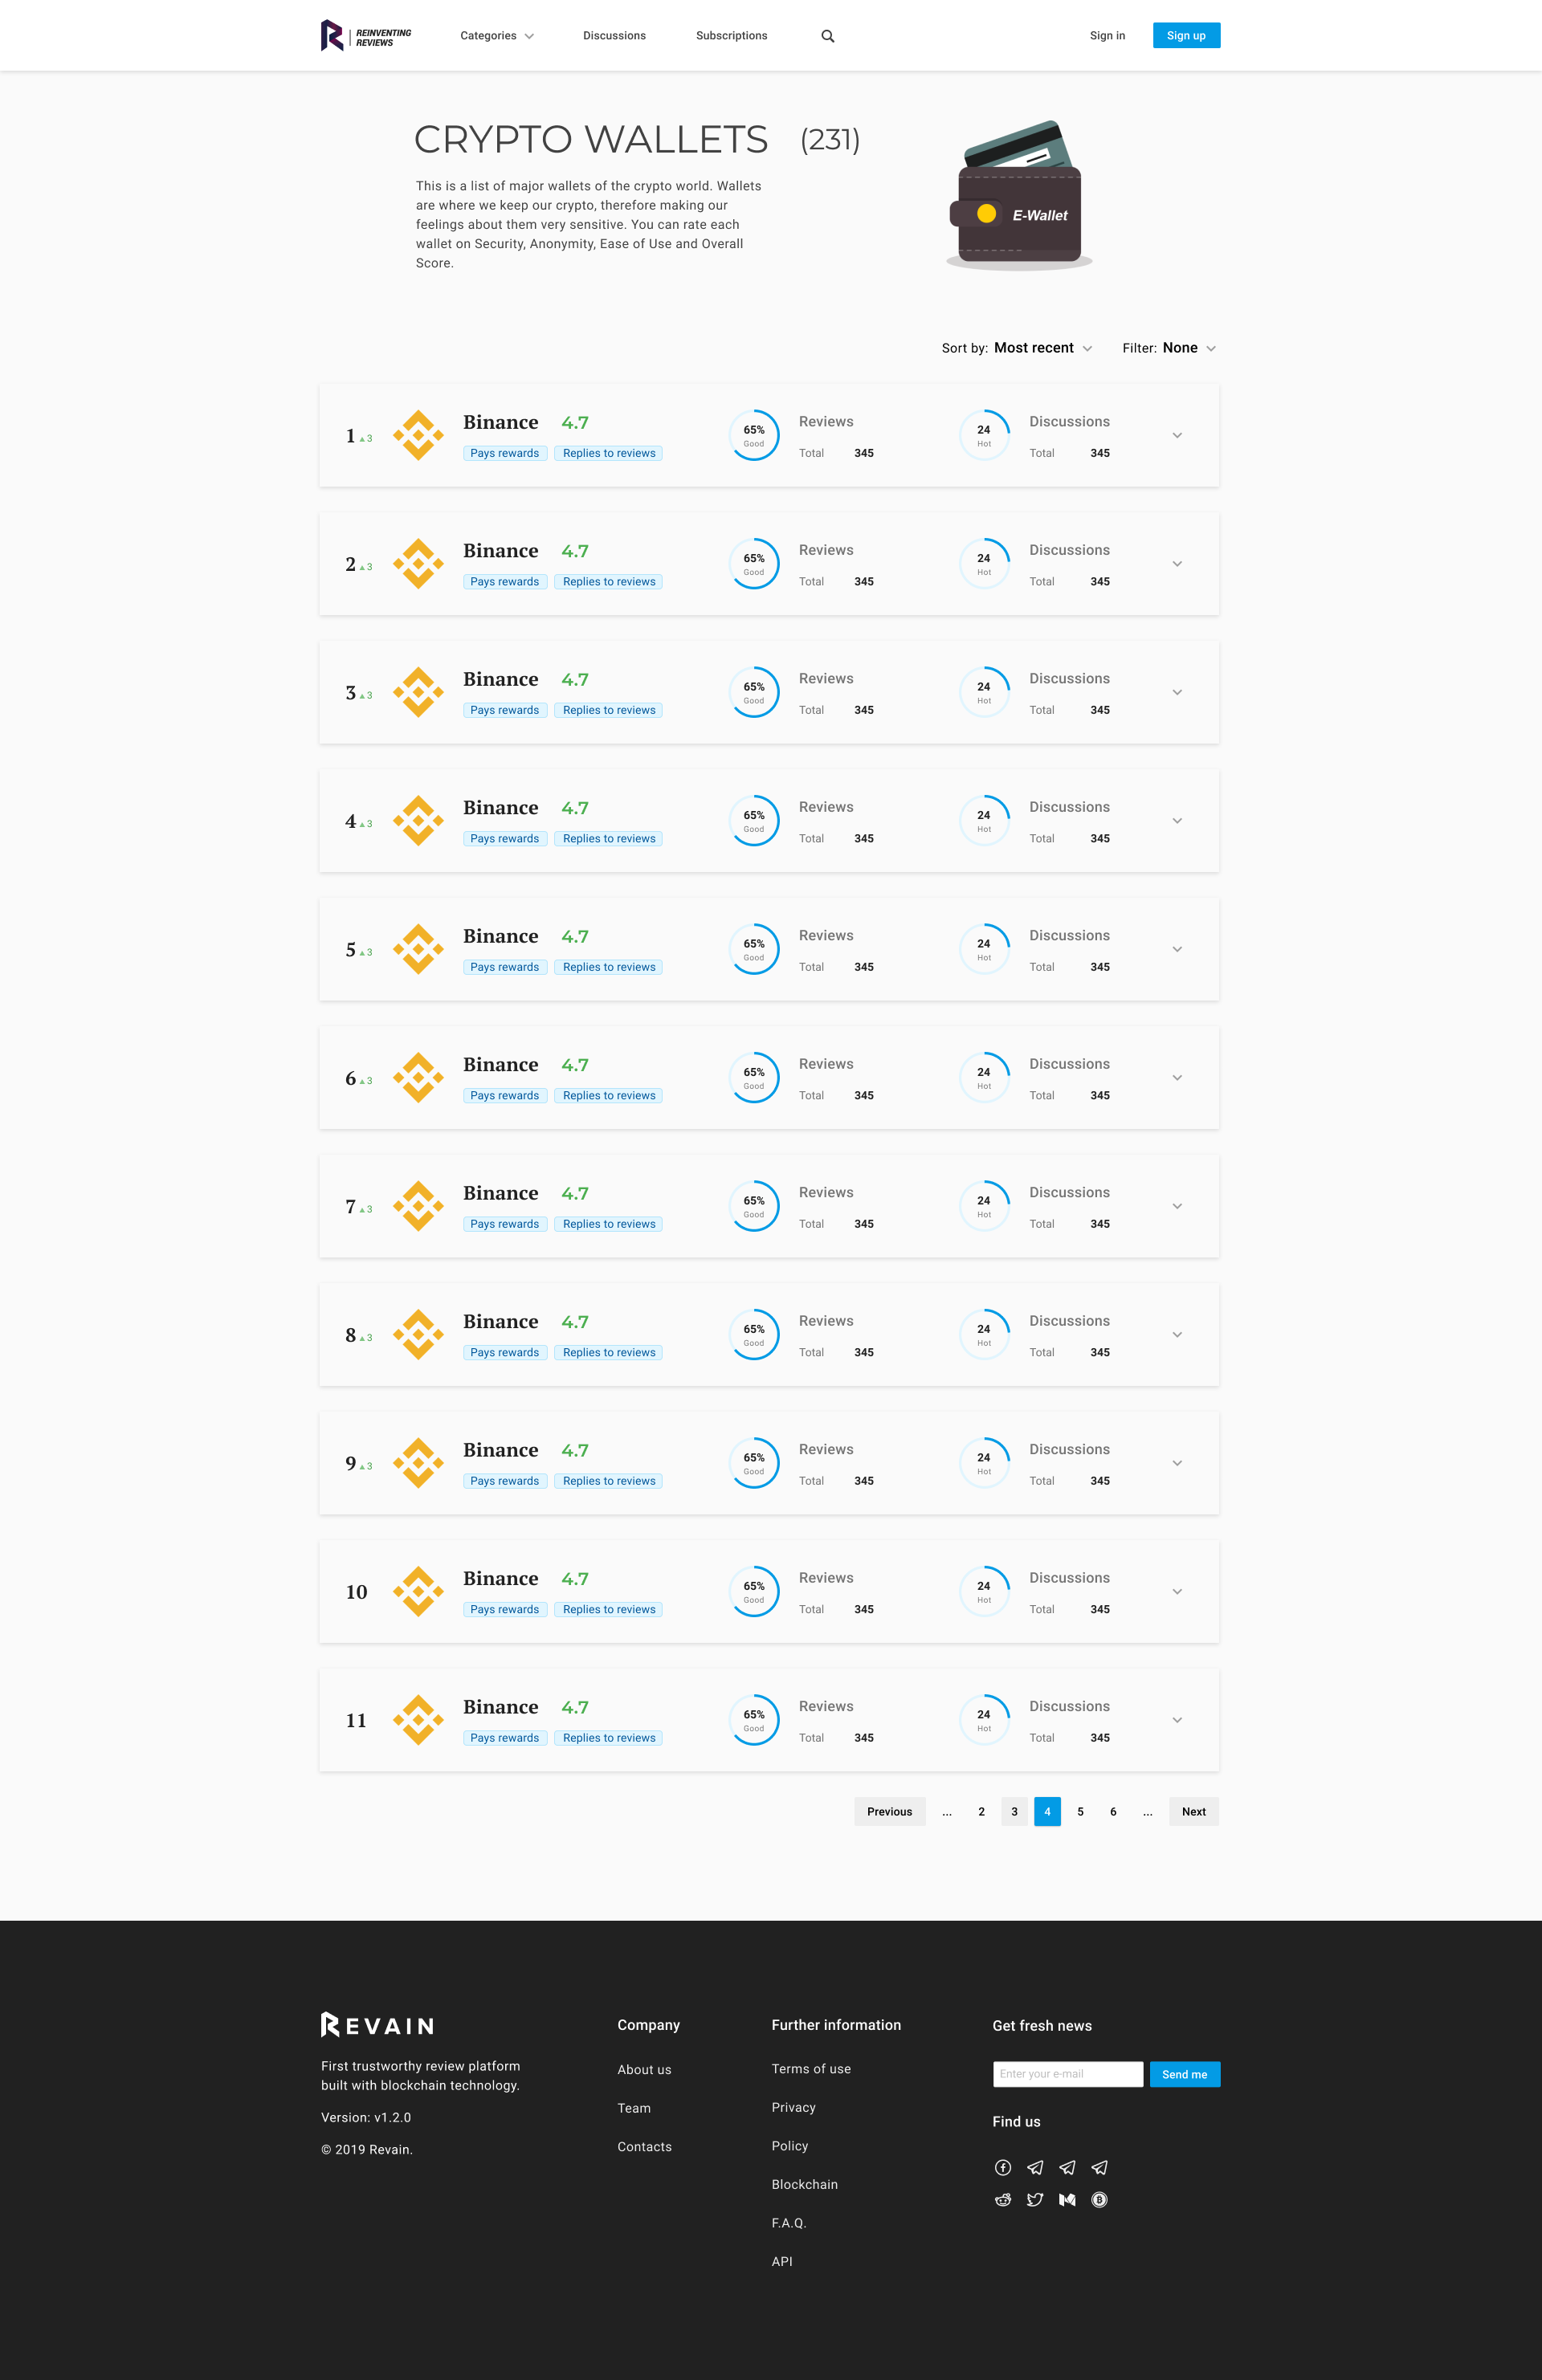 REINVENTING
REVIEWS
Categories Discussions Subscriptions Sign in Sign up
CRYPTO WALLETS (231)
This is a list of major wallets of the crypto world. Wallets
are where we keep our crypto, therefore making our
feelings about them very sensitive. You can rate each
wallet on Security, Anonymity, Ease of Use and Overall
Score.
E-Wallet
Sort by: Most recent Filter: None
1 3 Binance 4.7 65% Good Reviews 24 Hot Discussions
Pays rewards Replies to reviews Total 345 Total 345
2 3 Binance 4.7 65% Good Reviews 24 Hot Discussions
Pays rewards Replies to reviews Total 345 Total 345
3 3 Binance 4.7 65% Good Reviews 24 Hot Discussions
Pays rewards Replies to reviews Total 345 Total 345
4 3 Binance 4.7 65% Good Reviews 24 Hot Discussions
Pays rewards Replies to reviews Total 345 Total 345
5 3 Binance 4.7 65% Good Reviews 24 Hot Discussions
Pays rewards Replies to reviews Total 345 Total 345
6 3 Binance 4.7 65% Good Reviews 24 Hot Discussions
Pays rewards Replies to reviews Total 345 Total 345
7 3 Binance 4.7 65% Good Reviews 24 Hot Discussions
Pays rewards Replies to reviews Total 345 Total 345
8 3 Binance 4.7 65% Good Reviews 24 Hot Discussions
Pays rewards Replies to reviews Total 345 Total 345
9 3 Binance 4.7 65% Good Reviews 24 Hot Discussions
Pays rewards Replies to reviews Total 345 Total 345
10 Binance 4.7 65% Good Reviews 24 Hot Discussions
Pays rewards Replies to reviews Total 345 Total 345
11 Binance 4.7 65% Good Reviews 24 Hot Discussions
Pays rewards Replies to reviews Total 345 Total 345
Previous ... 2 3 4 5 6 ... Next
REVAIN
First trustworthy review platform
built with blockchain technology.
Version: v1.2.0
© 2019 Revain.
Company
About us
Team
Contacts
Further information
Terms of use
Privacy
Policy
Blockchain
F.A.Q.
API
Get fresh news
Enter your e-mail Send me
Find us